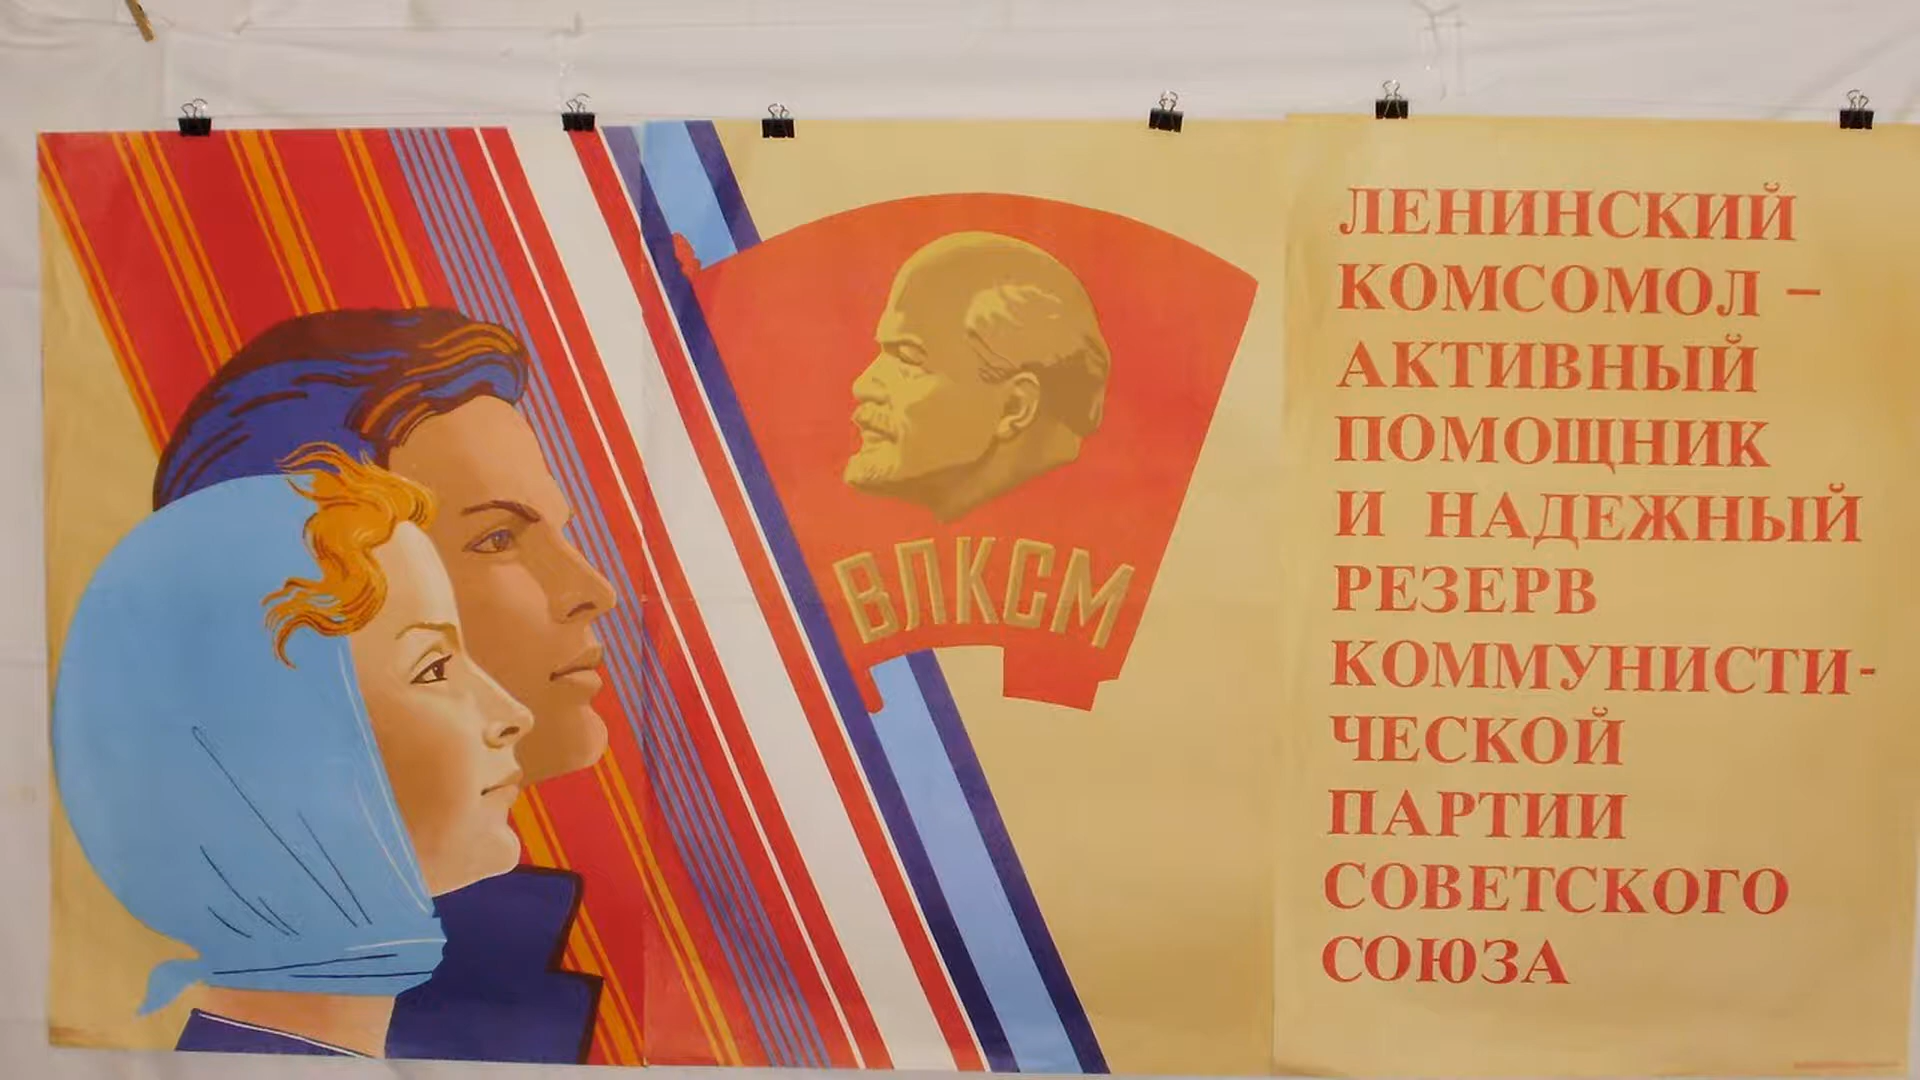 ВЛКСМ
ЛЕНИНСКИЙ
КОМСОМОЛ –
АКТИВНЫЙ
ПОМОЩНИК
И НАДЕЖНЫЙ
РЕЗЕРВ
КОММУНИСТИ-
ЧЕСКОЙ
ПАРТИИ
СОВЕТСКОГО
СОЮЗА